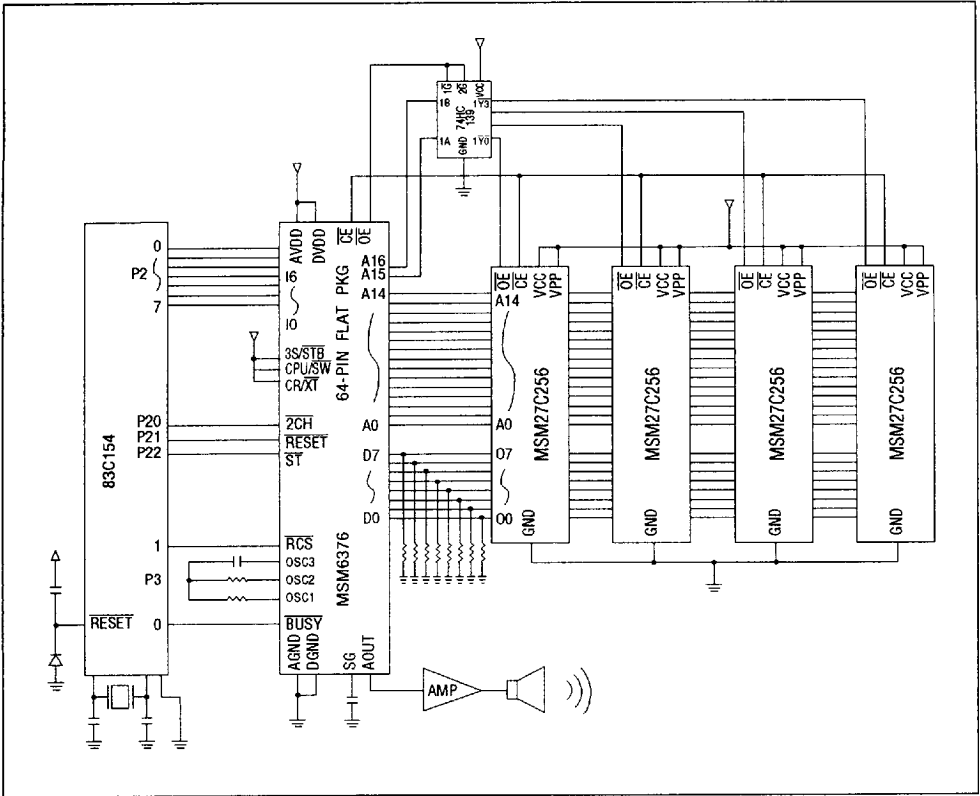 1G 2G VCC
1B 1Y3
74HC
139
1A GND 1Y0
AVDD DVDD CE OE
A16
A15
A14
0
P2
7
I6
I0
64-PIN FLAT PKG
3S/STB
CPU/SW
CR/XT
P20 2CH
P21 RESET
P22 ST
83C154
A0
D7
D0
1 RCS
OSC3
P3 OSC2
OSC1
MSM6376
RESET 0 BUSY
AGND DGND SG AOUT
AMP
OE CE VCC VPP
A14
A0
O7
O0
GND
MSM27C256
OE CE VCC VPP
MSM27C256
GND
OE CE VCC VPP
MSM27C256
GND
OE CE VCC VPP
MSM27C256
GND